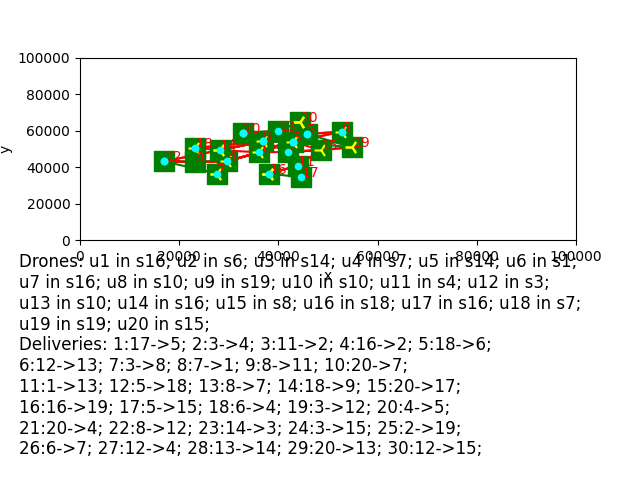 100000
80000
60000
40000
20000
0
y
0 20000 40000 60000 80000 100000
x
Drones: u1 in s16; u2 in s6; u3 in s14; u4 in s7; u5 in s14; u6 in s1;
u7 in s16; u8 in s10; u9 in s19; u10 in s10; u11 in s4; u12 in s3;
u13 in s10; u14 in s16; u15 in s8; u16 in s18; u17 in s16; u18 in s7;
u19 in s19; u20 in s15;
Deliveries: 1:17->5; 2:3->4; 3:11->2; 4:16->2; 5:18->6;
6:12->13; 7:3->8; 8:7->1; 9:8->11; 10:20->7;
11:1->13; 12:5->18; 13:8->7; 14:18->9; 15:20->17;
16:16->19; 17:5->15; 18:6->4; 19:3->12; 20:4->5;
21:20->4; 22:8->12; 23:14->3; 24:3->15; 25:2->19;
26:6->7; 27:12->4; 28:13->14; 29:20->13; 30:12->15;